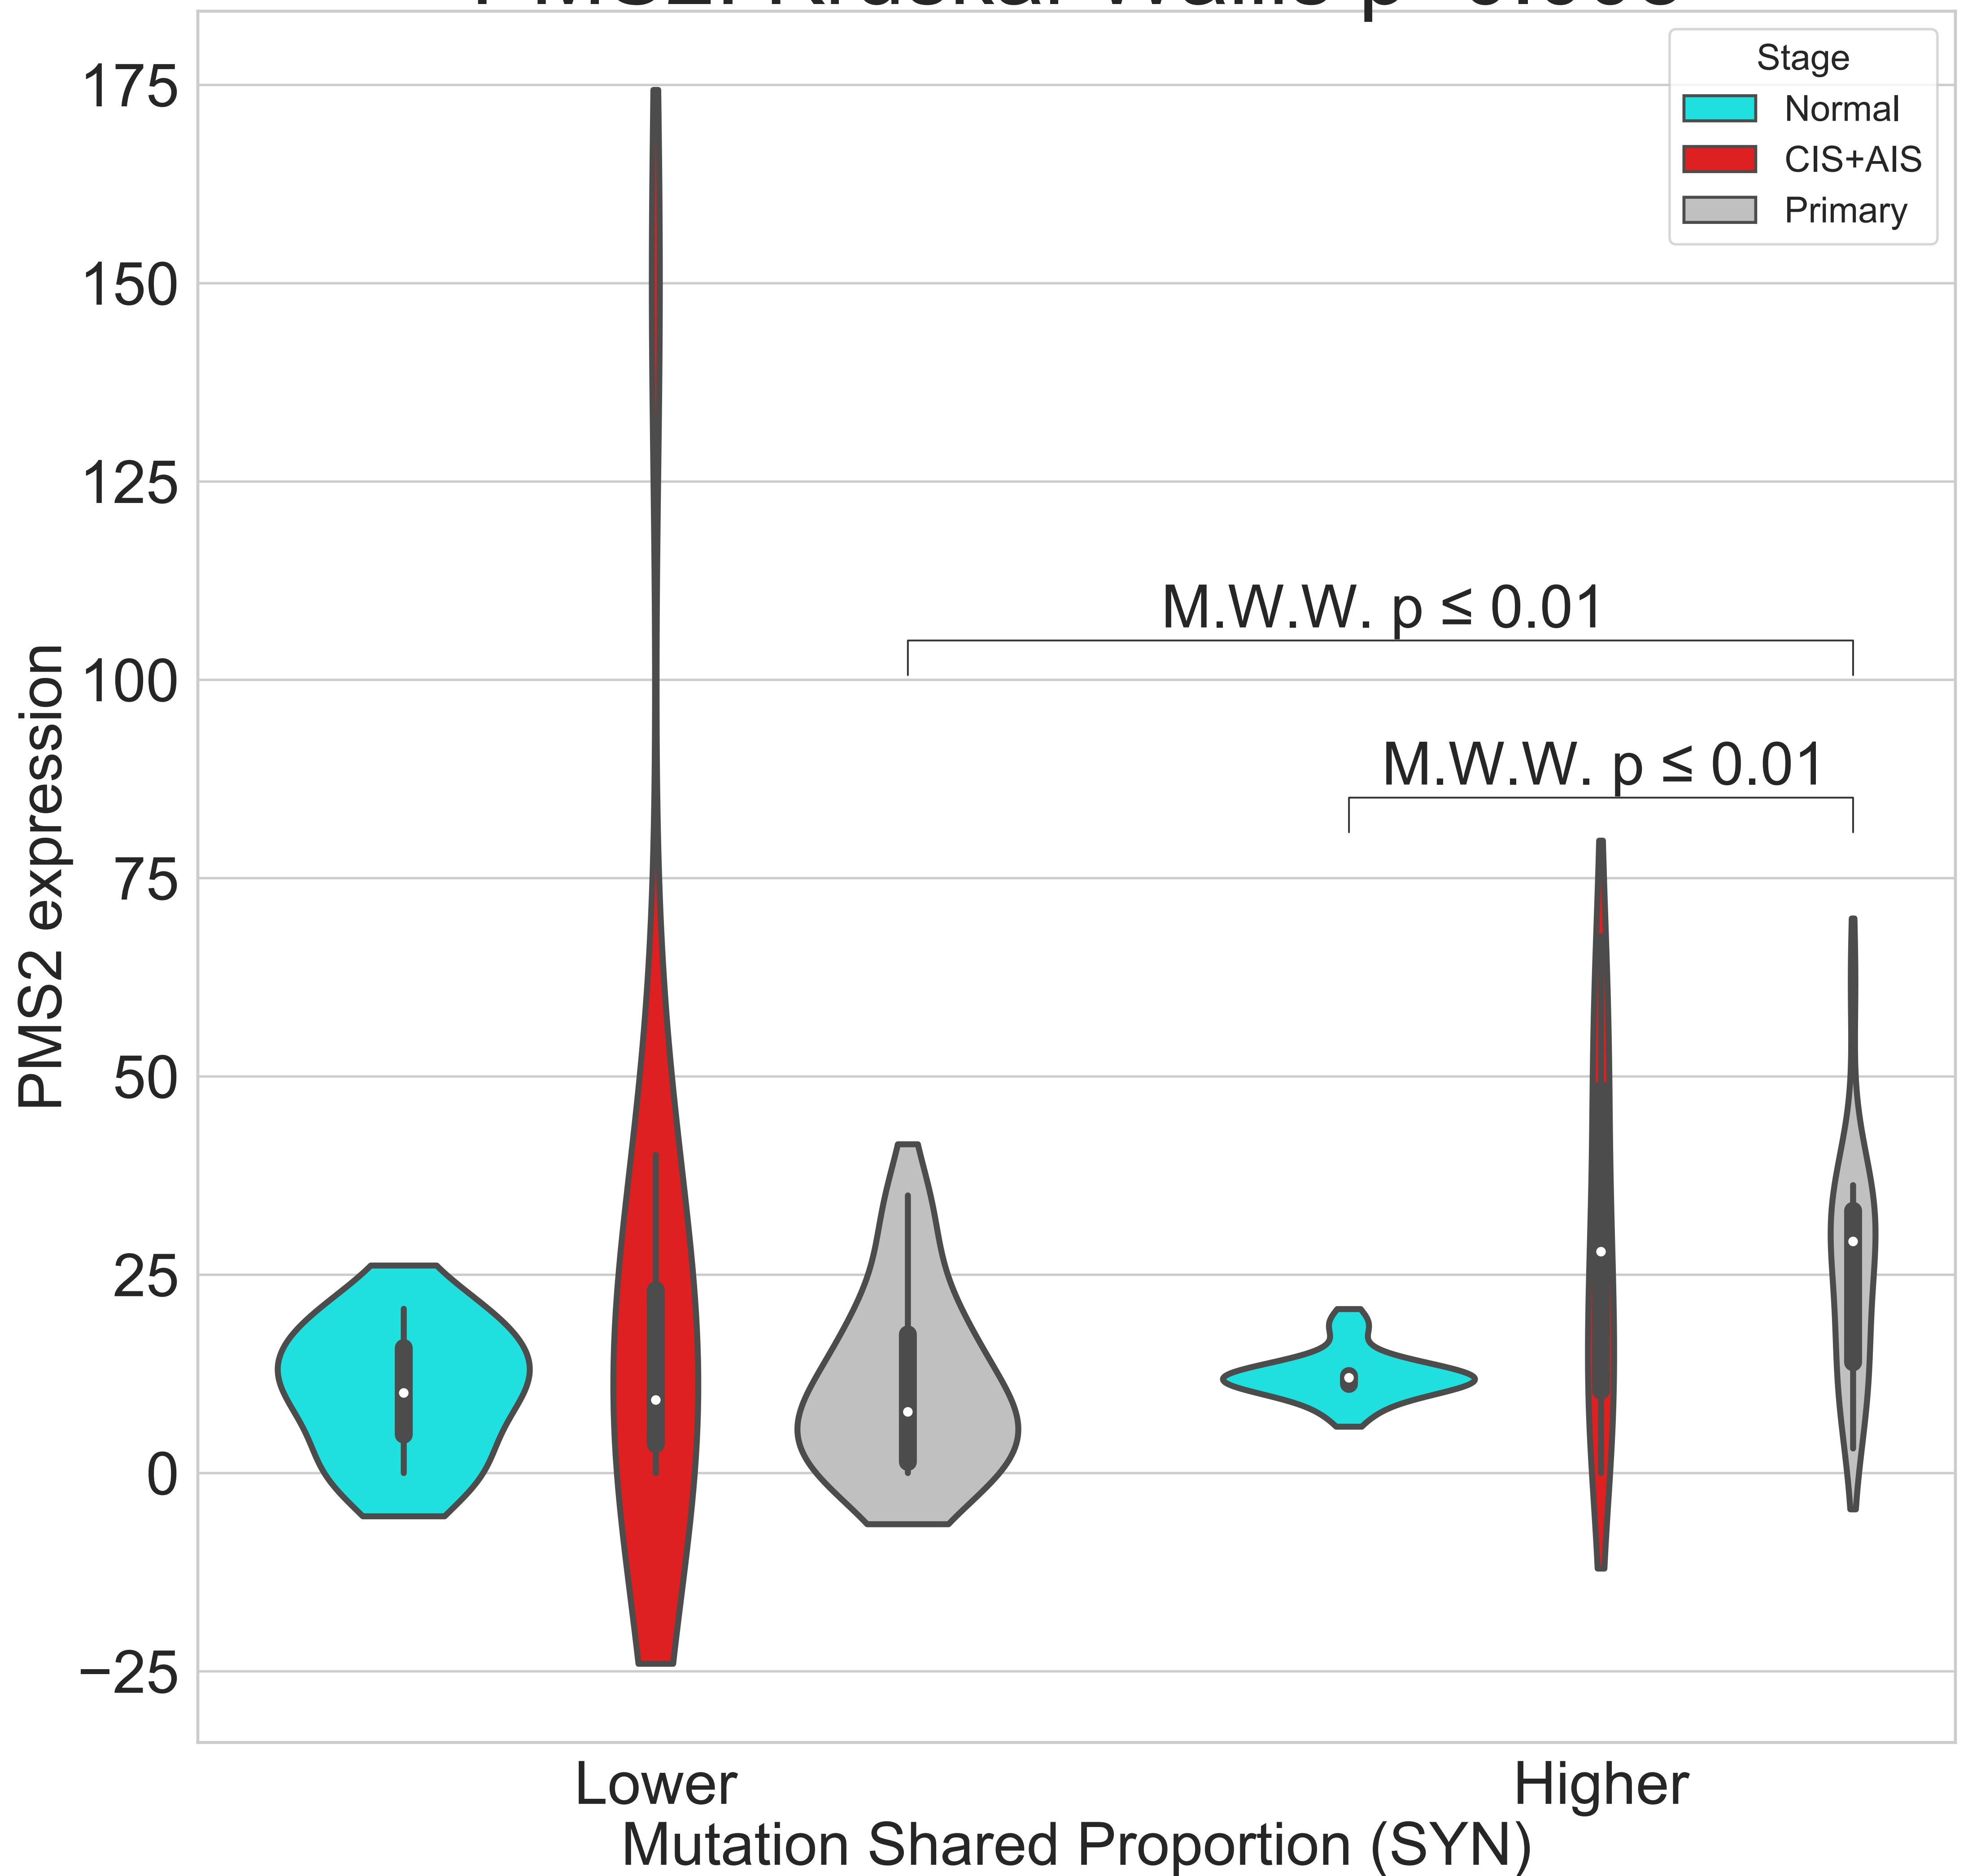 Stage
Normal
CIS+AIS
Primary
175
150
125
100
75
50
25
0
−25
PMS2 expression
M.W.W. p ≤ 0.01
M.W.W. p ≤ 0.01
Lower
Higher
Mutation Shared Proportion (SYN)